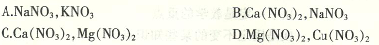 A.NaNO₃,KNO₃ B.Ca(NO₃)₂,NaNO₃
C.Ca(NO₃)₂,Mg(NO₃)₂ D.Mg(NO₃)₂,Cu(NO₃)₂